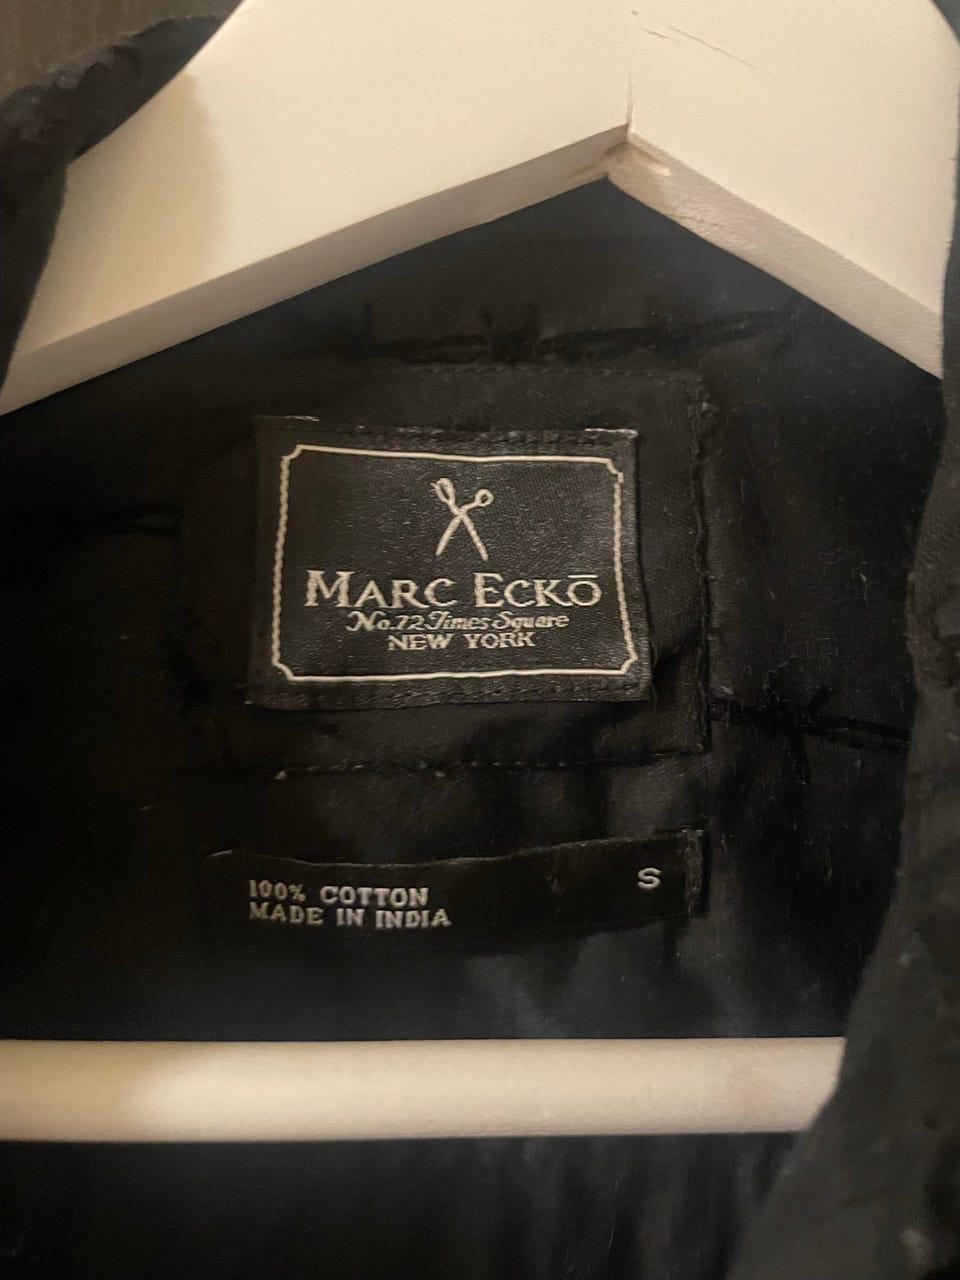 MARC ECKŌ
No. 72 Times Square
NEW YORK
100% COTTON
MADE IN INDIA
S